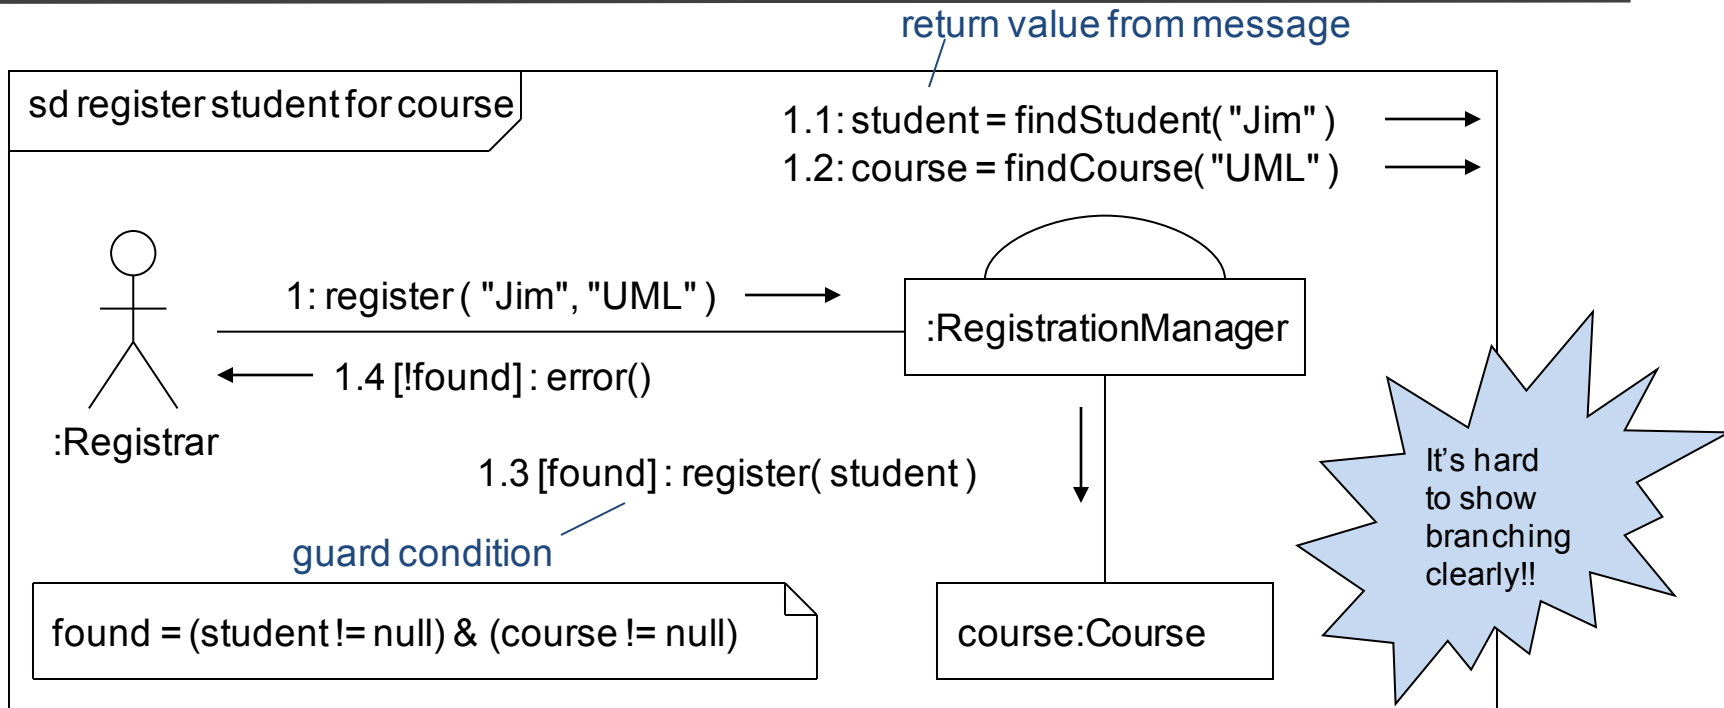 return value from message
sd register student for course
1.1: student = findStudent( "Jim" )
1.2: course = findCourse( "UML" )
1: register ( "Jim", "UML" )
:RegistrationManager
1.4 [!found] : error()
:Registrar
1.3 [found] : register( student )
guard condition
It's hard
to show
branching
clearly!!
found = (student != null) & (course != null)
course:Course